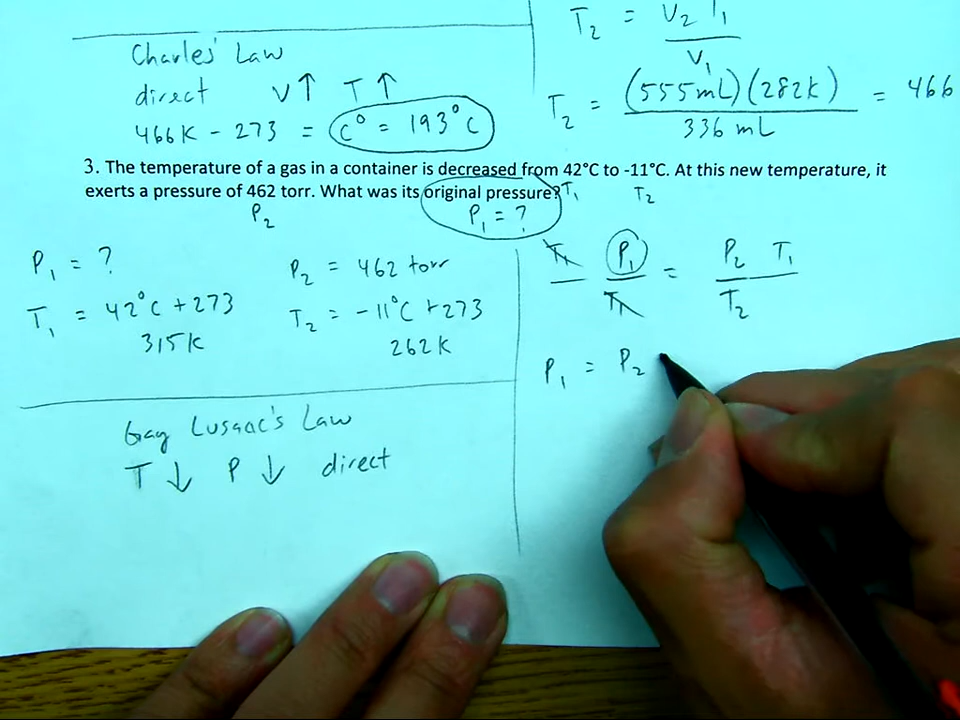 T₂ = V₂ T₁ / V₁
Charles' Law
direct V↑ T↑
466K - 273 = C° = 193°C
T₂ = (555mL)(282K) / 336 mL = 466
3. The temperature of a gas in a container is decreased from 42°C to -11°C. At this new temperature, it
exerts a pressure of 462 torr. What was its original pressure? T₁ T₂
P₂ P₁ = ?
P₁ = ? P₂ = 462 torr
T₁ = 42°C + 273 T₂ = -11°C + 273
315K 262K
T₁ P₁ / T₁ = P₂ T₁ / T₂
P₁ = P₂
Gay Lusaac's Law
T↓ P↓ direct